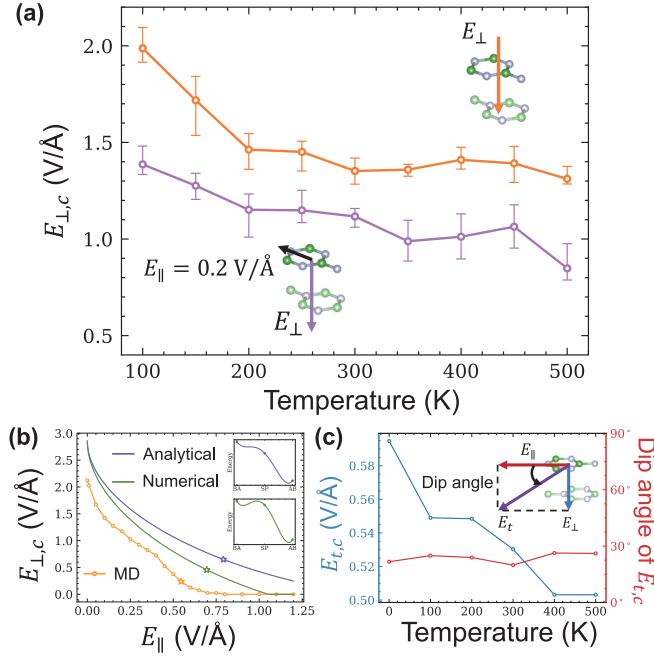 (a)
2.0
1.5
1.0
0.5
E⊥,c (V/Å)
E⊥
E∥ = 0.2 V/Å
E⊥
100
200
300
400
500
Temperature (K)
(b)
3.0
2.5
2.0
1.5
1.0
0.5
0.0
E⊥,c (V/Å)
Analytical
Numerical
MD
Energy
BA
SP
AB
Energy
BA
SP
AB
0.00
0.25
0.50
0.75
1.00
1.25
E∥ (V/Å)
(c)
0.58
0.56
0.54
0.52
0.50
Et,c (V/Å)
E∥
Dip angle
Et
E⊥
90°
60°
30°
0°
Dip angle of Et,c
0
100
200
300
400
500
Temperature (K)